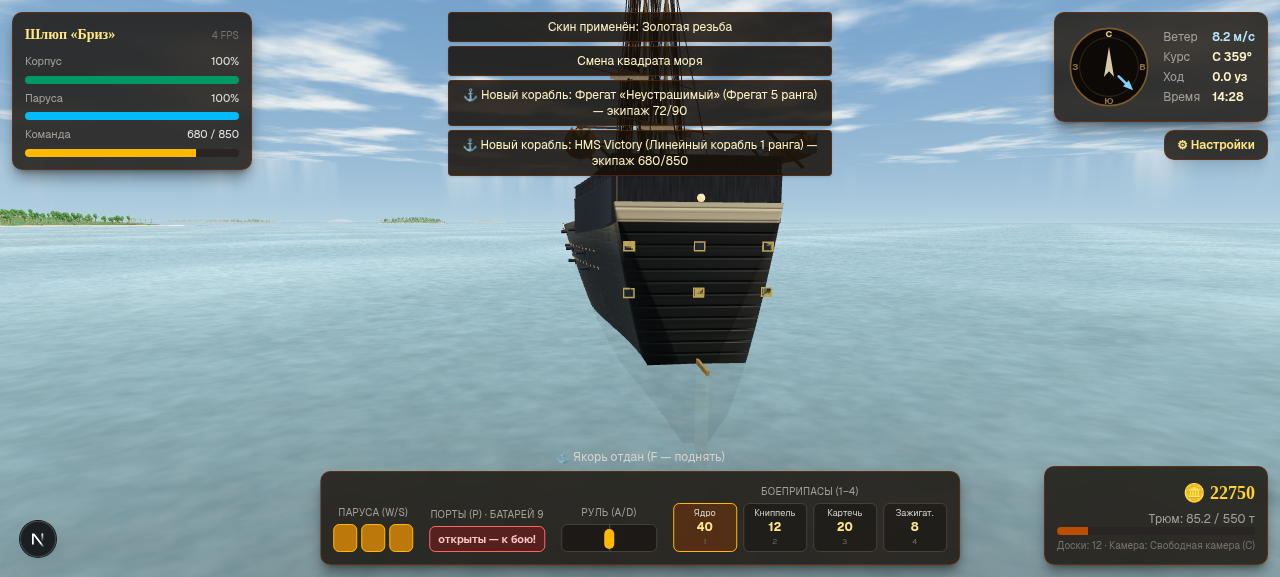 Шлюп «Бриз»
4 FPS
Корпус 100%
Паруса 100%
Команда 680 / 850
Скин применён: Золотая резьба
Смена квадрата моря
⚓ Новый корабль: Фрегат «Неустрашимый» (Фрегат 5 ранга)
— экипаж 72/90
⚓ Новый корабль: HMS Victory (Линейный корабль 1 ранга) —
экипаж 680/850
С
З
В
Ю
Ветер 8.2 м/с
Курс С 359°
Ход 0.0 уз
Время 14:28
⚙ Настройки
⚓ Якорь отдан (F — поднять)
N
ПАРУСА (W/S)
ПОРТЫ (P) · БАТАРЕЙ 9
открыты — к бою!
РУЛЬ (A/D)
БОЕПРИПАСЫ (1–4)
Ядро
40
1
Книппель
12
2
Картечь
20
3
Зажигат.
8
4
22750
Трюм: 85.2 / 550 т
Доски: 12 · Камера: Свободная камера (C)